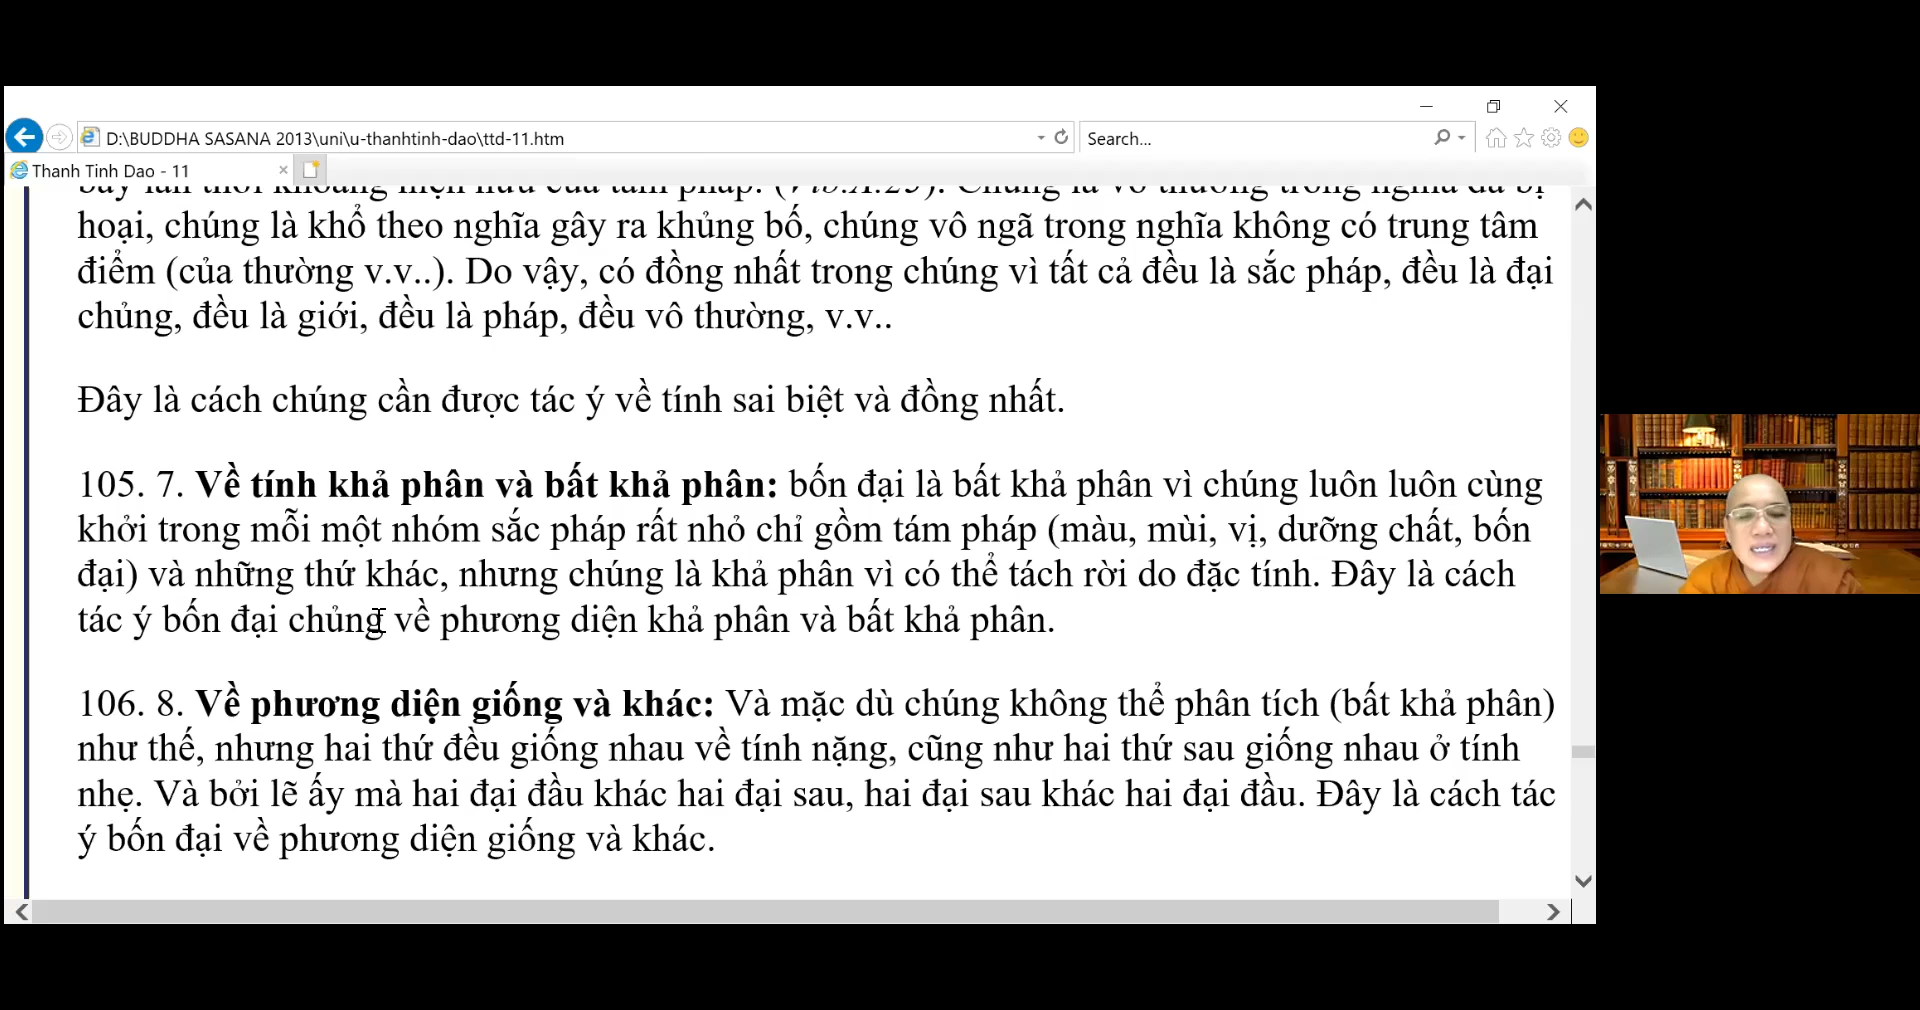 D:\BUDDHA SASANA 2013\uni\u-thanhtinh-dao\ttd-11.htm
Search...
Thanh Tinh Dao - 11
hoại, chúng là khổ theo nghĩa gây ra khủng bố, chúng vô ngã trong nghĩa không có trung tâm
điểm (của thường v.v..). Do vậy, có đồng nhất trong chúng vì tất cả đều là sắc pháp, đều là đại
chủng, đều là giới, đều là pháp, đều vô thường, v.v..
Đây là cách chúng cần được tác ý về tính sai biệt và đồng nhất.
105. 7. Về tính khả phân và bất khả phân: bốn đại là bất khả phân vì chúng luôn luôn cùng
khởi trong mỗi một nhóm sắc pháp rất nhỏ chỉ gồm tám pháp (màu, mùi, vị, dưỡng chất, bốn
đại) và những thứ khác, nhưng chúng là khả phân vì có thể tách rời do đặc tính. Đây là cách
tác ý bốn đại chủng về phương diện khả phân và bất khả phân.
106. 8. Về phương diện giống và khác: Và mặc dù chúng không thể phân tích (bất khả phân)
như thế, nhưng hai thứ đều giống nhau về tính nặng, cũng như hai thứ sau giống nhau ở tính
nhẹ. Và bởi lẽ ấy mà hai đại đầu khác hai đại sau, hai đại sau khác hai đại đầu. Đây là cách tác
ý bốn đại về phương diện giống và khác.